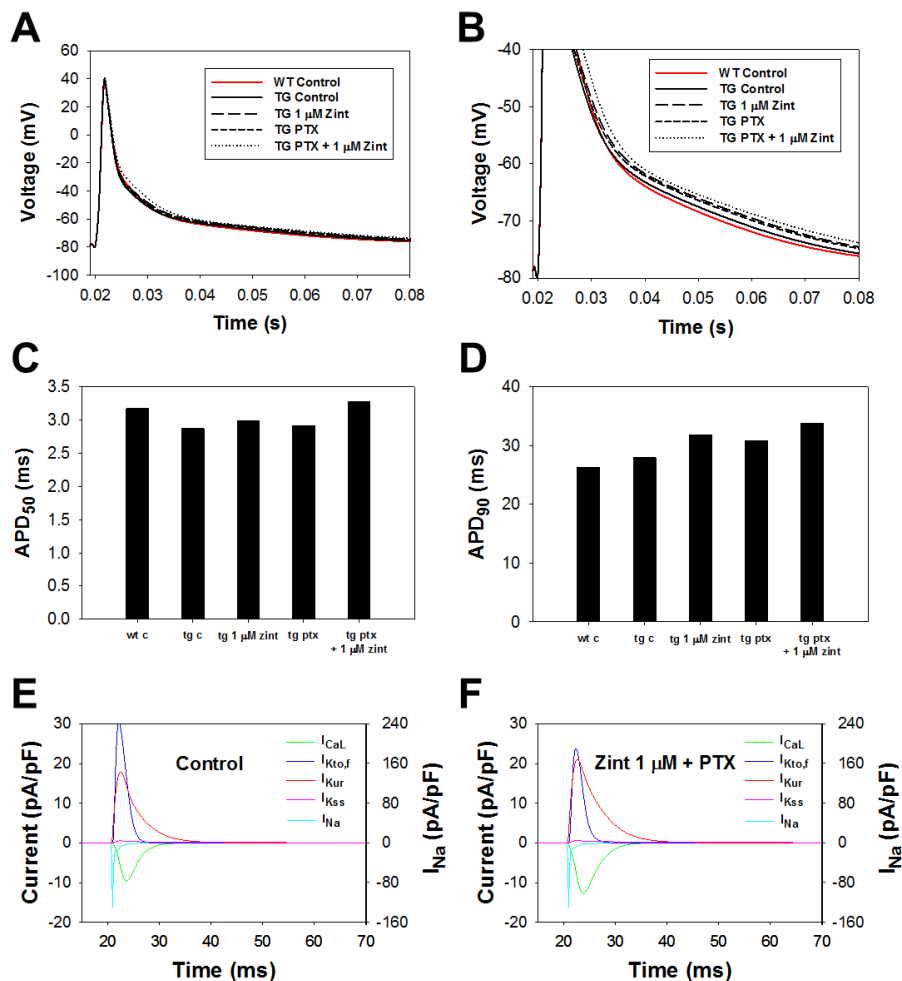 A
60
40
20
0
-20
-40
-60
-80
-100
Voltage (mV)
WT Control
TG Control
TG 1 µM Zint
TG PTX
TG PTX + 1 µM Zint
0.02 0.03 0.04 0.05 0.06 0.07 0.08
Time (s)
B
-40
-50
-60
-70
-80
Voltage (mV)
WT Control
TG Control
TG 1 µM Zint
TG PTX
TG PTX + 1 µM Zint
0.02 0.03 0.04 0.05 0.06 0.07 0.08
Time (s)
C
3.5
3.0
2.5
2.0
1.5
1.0
0.5
0.0
APD50 (ms)
wt c tg c tg 1 µM zint tg ptx tg ptx
+ 1 µM zint
D
40
30
20
10
0
APD90 (ms)
wt c tg c tg 1 µM zint tg ptx tg ptx
+ 1 µM zint
E
30
20
10
0
-10
-20
Current (pA/pF)
Control
ICaL
IKto,f
IKur
IKss
INa
240
160
80
0
-80
-160
INa (pA/pF)
20 30 40 50 60 70
Time (ms)
F
30
20
10
0
-10
-20
Current (pA/pF)
Zint 1 µM + PTX
ICaL
IKto,f
IKur
IKss
INa
240
160
80
0
-80
-160
INa (pA/pF)
20 30 40 50 60 70
Time (ms)